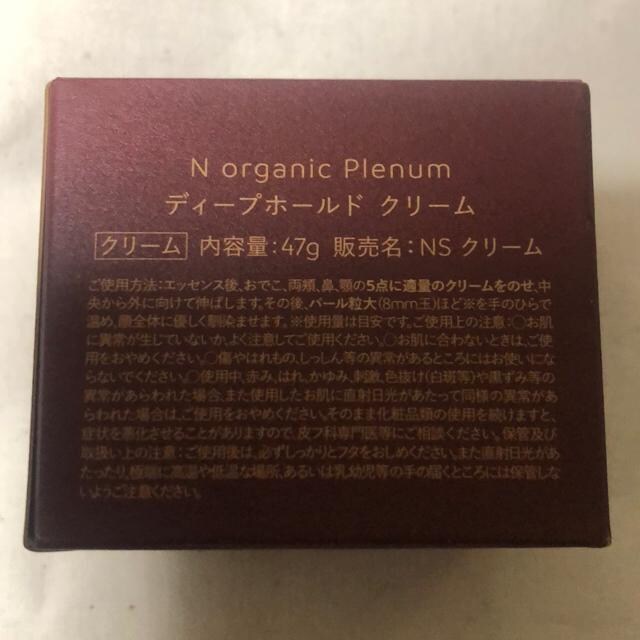 N organic Plenum
ディープホールド クリーム
クリーム 内容量:47g 販売名:NS クリーム
ご使用方法:エッセンス後、おでこ、両頬、鼻、顎の5点に適量のクリームをのせ、中
央から外に向けて伸ばします。その後、パール粒大(8mm玉)ほど※を手のひらで
温め、顔全体に優しく馴染ませます。※使用量は目安です。ご使用上の注意:○お肌
に異常が生じていないか、よく注意してご使用ください。○お肌に合わないときは、ご使
用をおやめください。○傷やはれもの、しっしん等の異常があるところにはお使いにな
らないでください。○使用中、赤み、はれ、かゆみ、刺激、色抜け(白斑等)や黒ずみ等の
異常があらわれた場合、また使用したお肌に直射日光があたって同様の異常があ
らわれた場合は、ご使用をおやめください。そのまま化粧品類の使用を続けますと、
症状を悪化させることがありますので、皮フ科専門医等にご相談ください。保管及び
取扱い上の注意:ご使用後は、必ずしっかりとフタをおしめください。また直射日光があ
たったり、極端に高温や低温な場所、あるいは乳幼児等の手の届くところには保管しな
いようご注意ください。